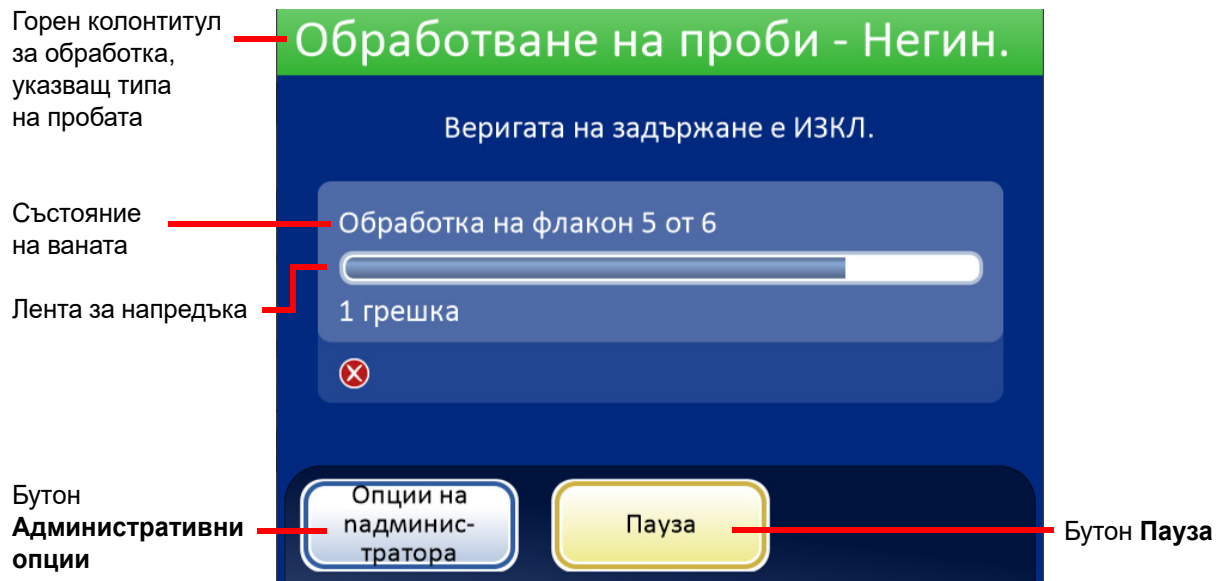 Горен колонтитул
за обработка,
указващ типа
на пробата
Обработване на проби - Негин.
Веригата на задържане е ИЗКЛ.
Състояние
на ваната
Обработка на флакон 5 от 6
Лента за напредъка
1 грешка
Бутон
Административни
опции
Опции на
падминис-
тратора
Пауза
Бутон Пауза